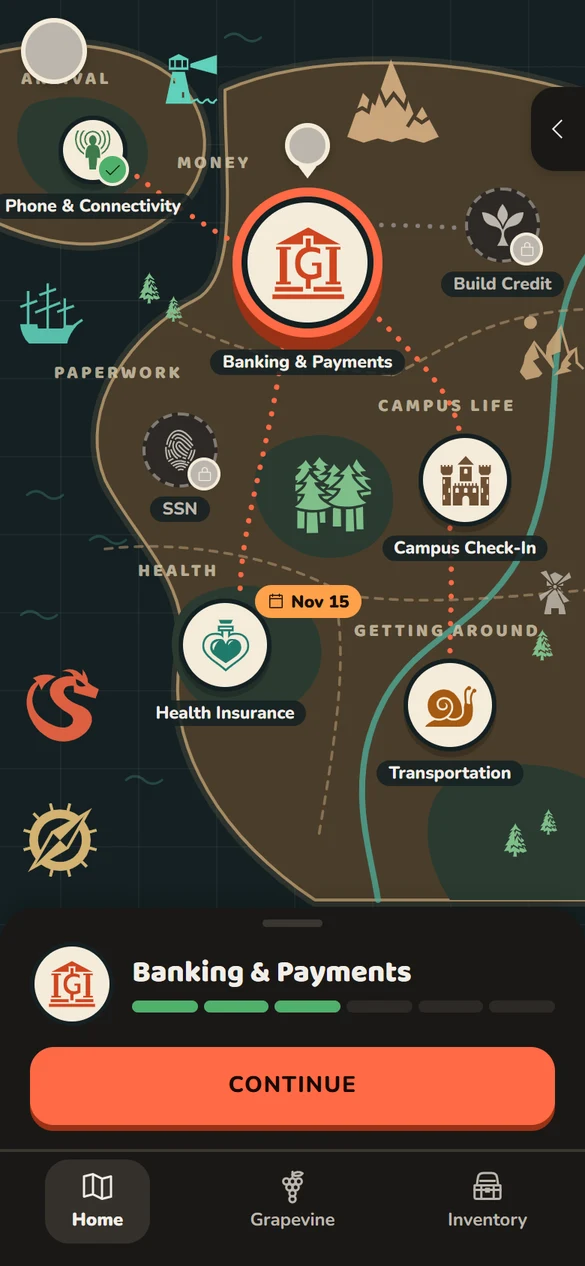 ARRIVAL
MONEY
Phone & Connectivity
Build Credit
Banking & Payments
PAPERWORK
CAMPUS LIFE
SSN
Campus Check-In
HEALTH
Nov 15
GETTING AROUND
Health Insurance
Transportation
Banking & Payments
CONTINUE
Home
Grapevine
Inventory